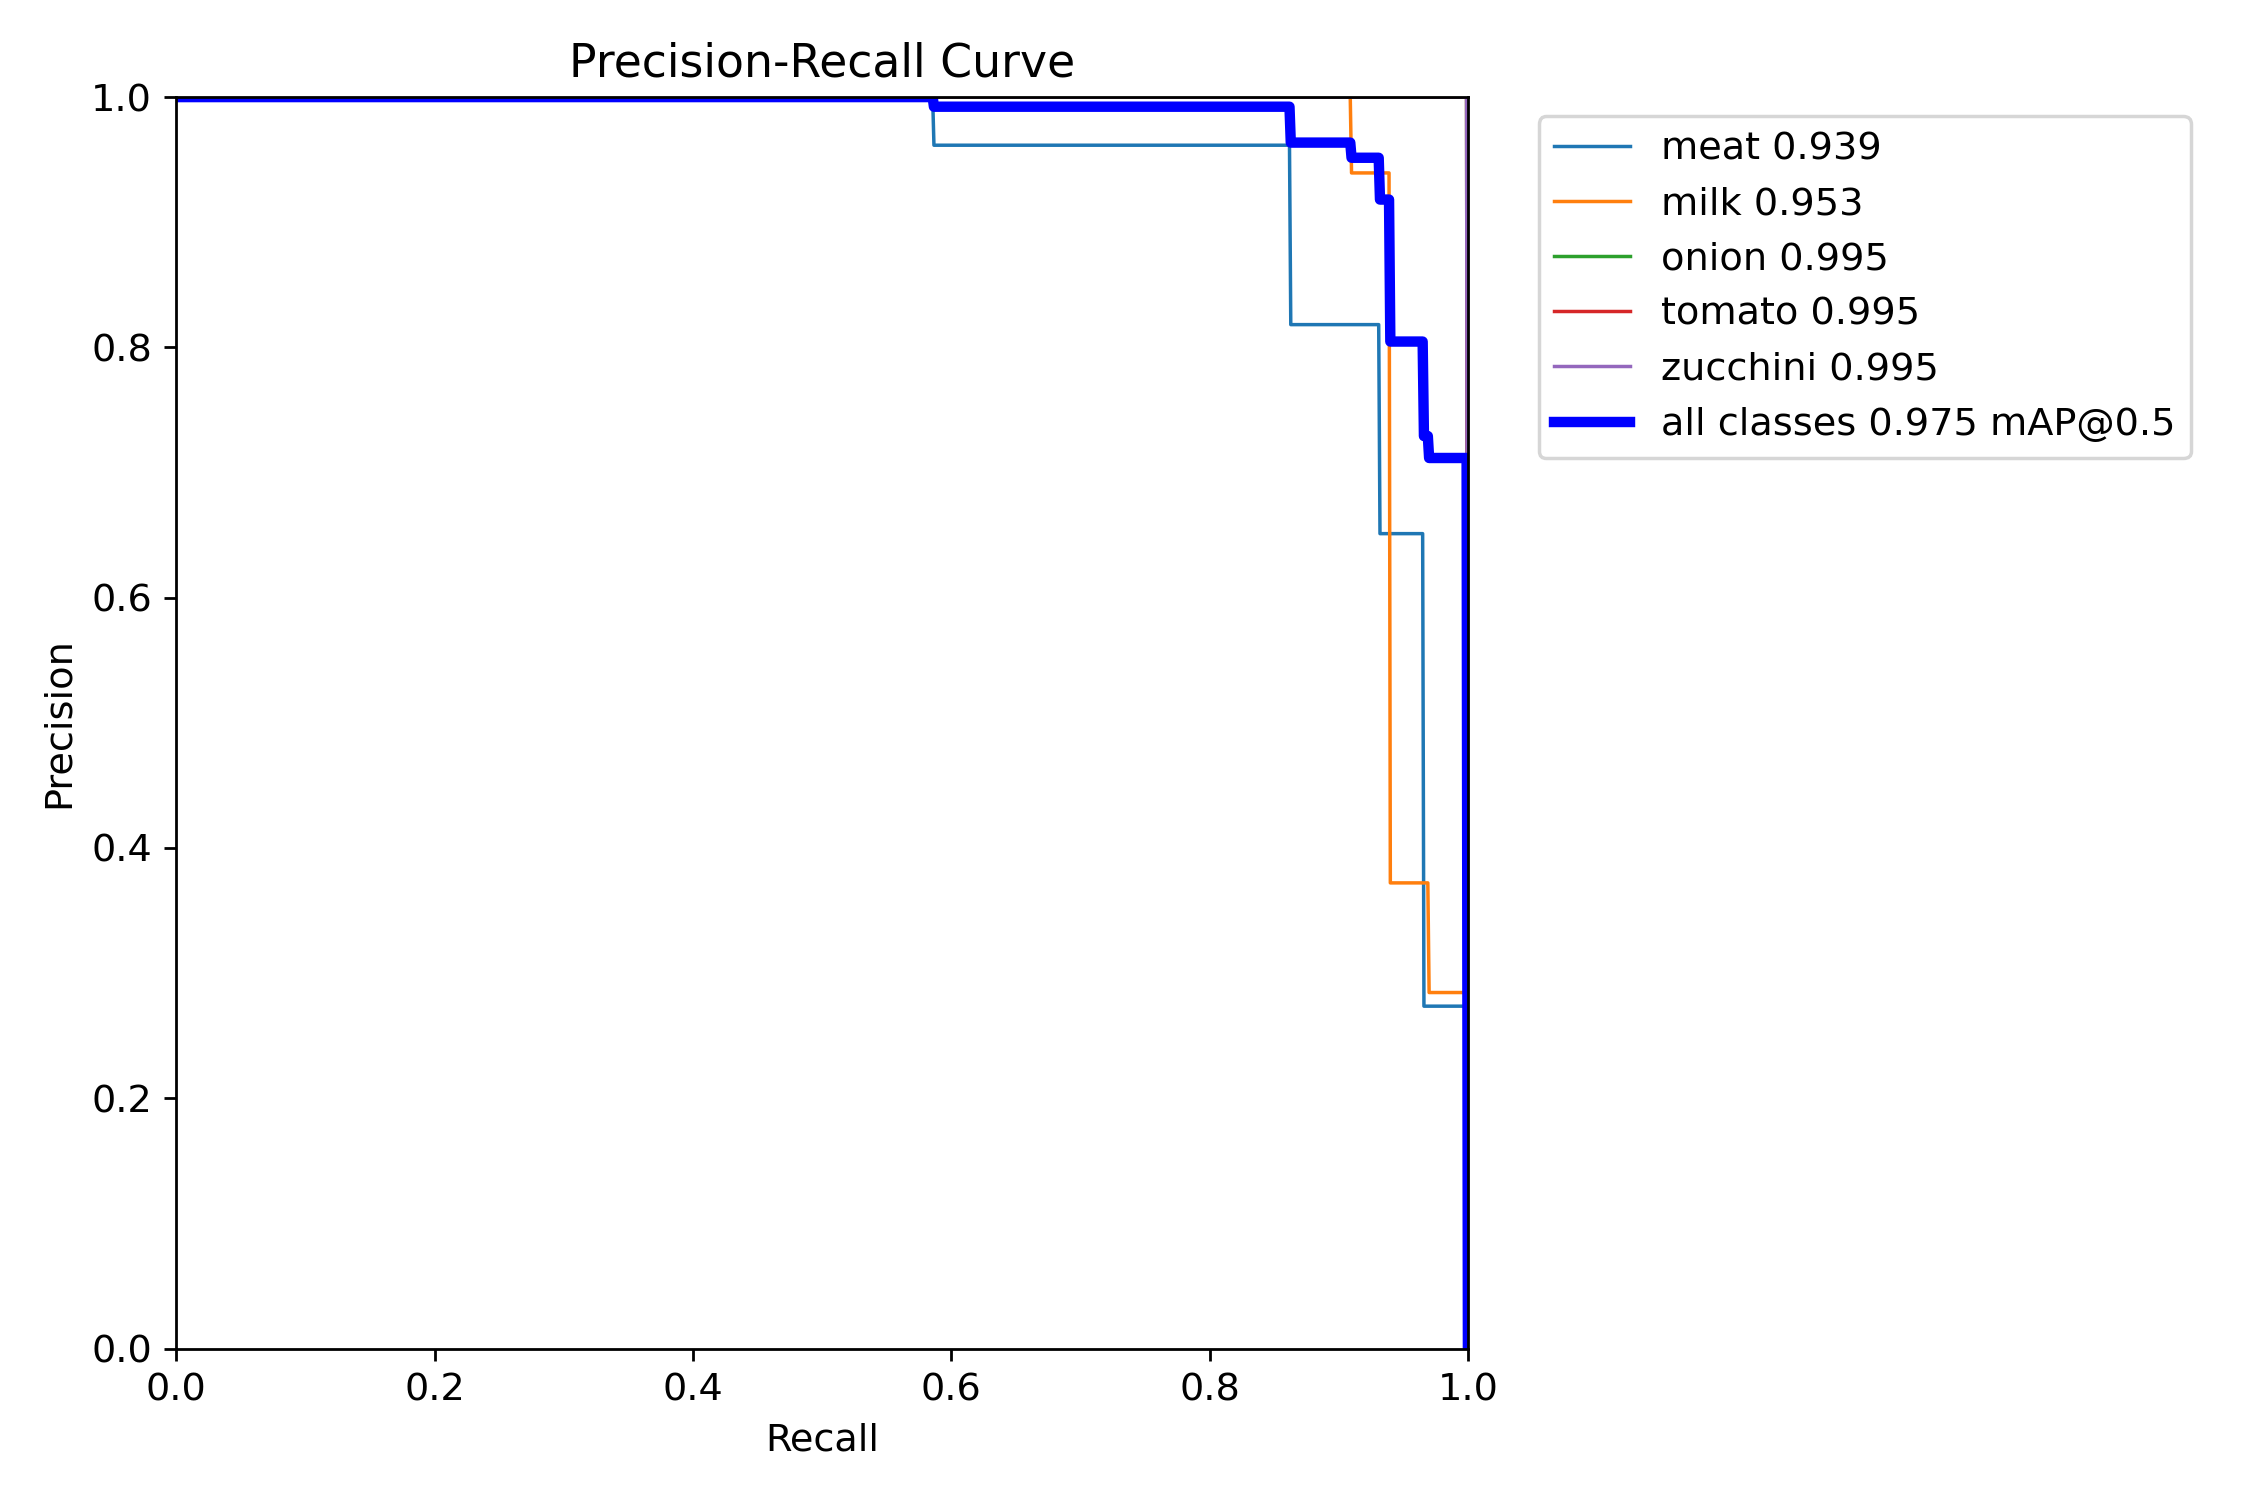 Precision-Recall Curve
1.0
0.8
0.6
0.4
0.2
0.0
Precision
0.0 0.2 0.4 0.6 0.8 1.0
Recall
meat 0.939
milk 0.953
onion 0.995
tomato 0.995
zucchini 0.995
all classes 0.975 mAP@0.5